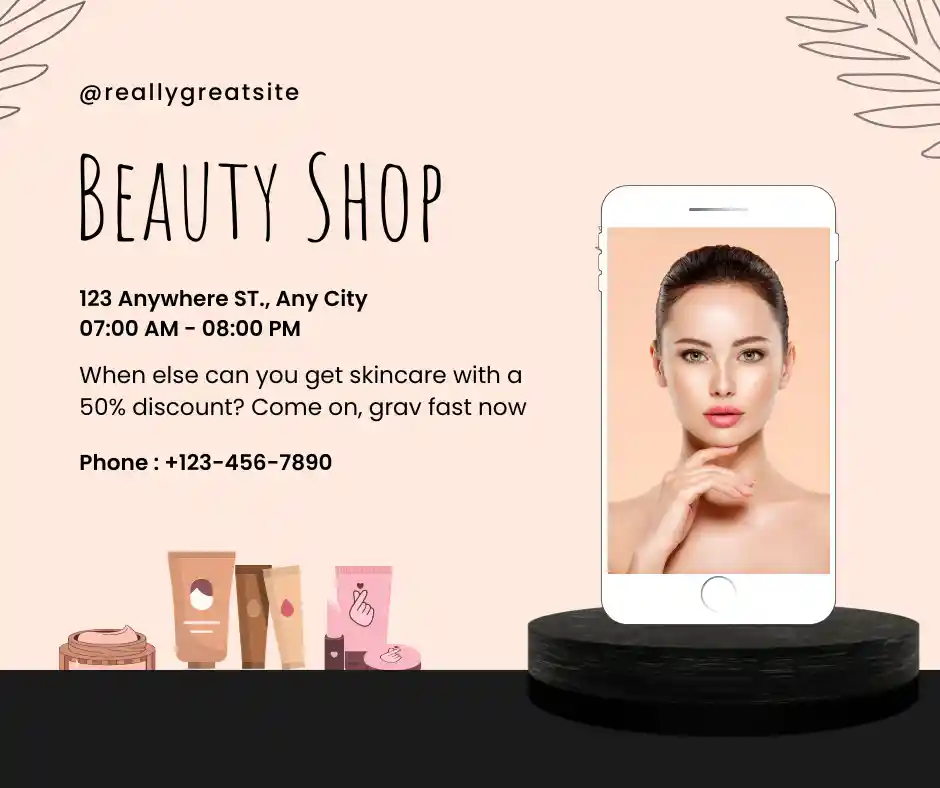 @reallygreatsite
Beauty Shop
123 Anywhere ST., Any City
07:00 AM - 08:00 PM
When else can you get skincare with a
50% discount? Come on, grav fast now
Phone : +123-456-7890